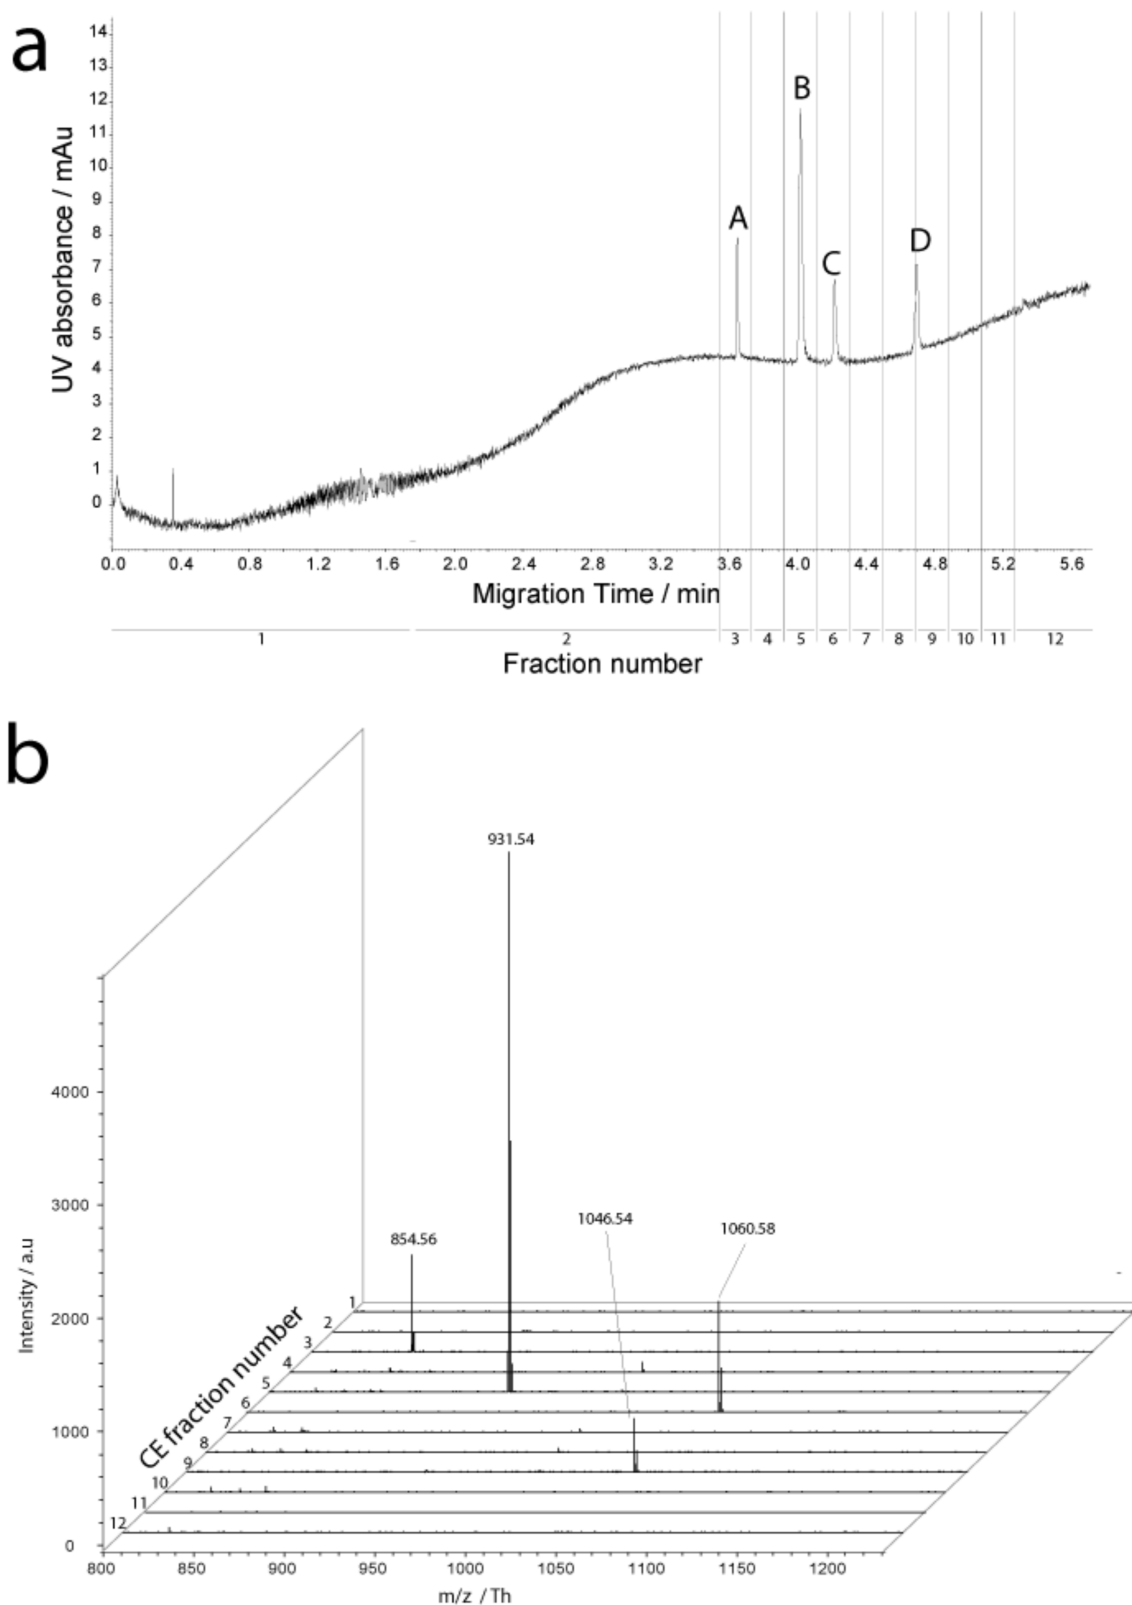 a
14
13
12
11
10
9
8
7
6
5
4
3
2
1
0
UV absorbance / mAu
A
B
C
D
0.0 0.4 0.8 1.2 1.6 2.0 2.4 2.8 3.2 3.6 4.0 4.4 4.8 5.2 5.6
Migration Time / min
1 2 3 4 5 6 7 8 9 10 11 12
Fraction number
b
931.54
1046.54
1060.58
854.56
4000
3000
2000
1000
0
Intensity / a.u
CE fraction number
1
2
3
4
5
6
7
8
9
10
11
12
800 850 900 950 1000 1050 1100 1150 1200
m/z / Th